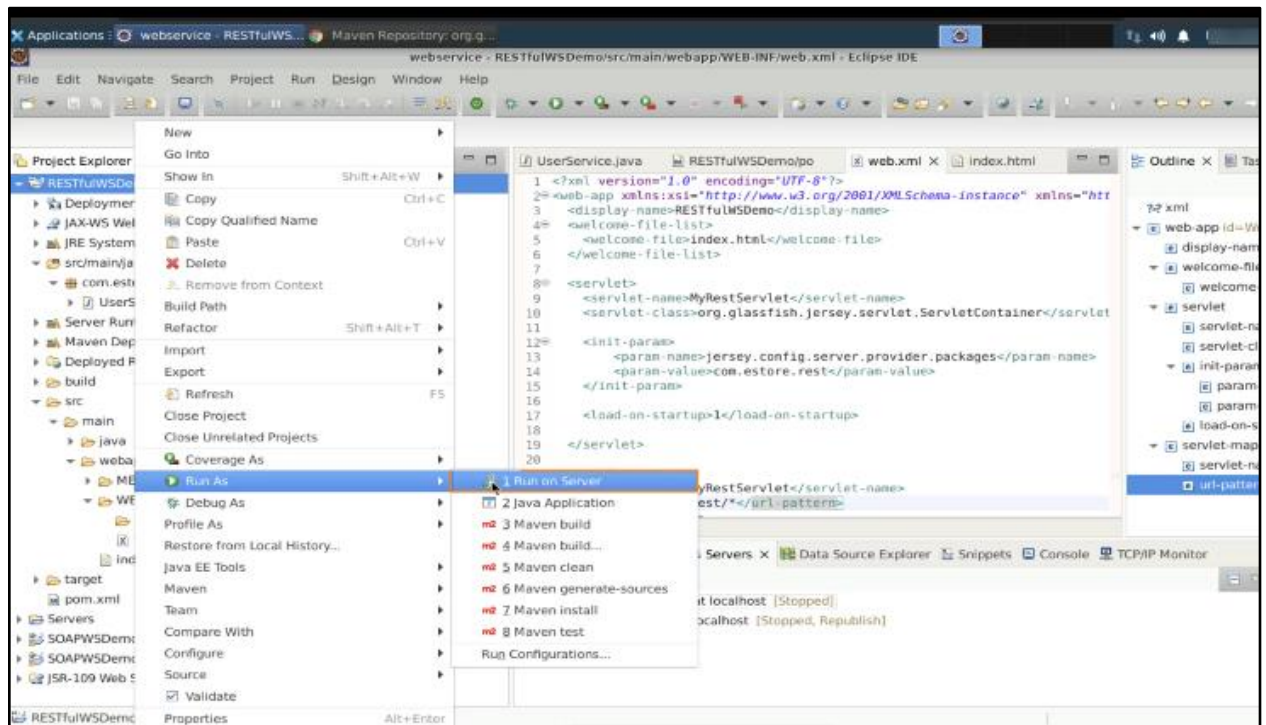 Applications : webservice - RESTfulWS... Maven Repository: org.g...
webservice - RESTfulWSDemo/src/main/webapp/WEB-INF/web.xml - Eclipse IDE
File Edit Navigate Search Project Run Design Window Help
Project Explorer
RESTfulWSDe
Deploymer
JAX-WS Wel
JRE System
src/main/ja
com.est
UserS
Server Run
Maven Dep
Deployed R
build
src
main
java
weba
ME
WE
ind
target
pom.xml
Servers
SOAPWSDemo
SOAPWSDemo
JSR-109 Web S
RESTfulWSDemo
New
Go Into
Show In Shift+Alt+W
Copy Ctrl+C
Copy Qualified Name
Paste Ctrl+V
Delete
Remove from Context
Build Path
Refactor Shift+Alt+T
Import
Export
Refresh F5
Close Project
Close Unrelated Projects
Coverage As
Run As
Debug As
Profile As
Restore from Local History...
Java EE Tools
Maven
Team
Compare With
Configure
Source
Validate
Properties Alt+Enter
1 Run on Server
2 Java Application
m2 3 Maven build
m2 4 Maven build...
m2 5 Maven clean
m2 6 Maven generate-sources
m2 7 Maven install
m2 8 Maven test
Run Configurations...
UserService.java RESTfulWSDemo/po web.xml index.html
1 <?xml version="1.0" encoding="UTF-8"?>
2 <web-app xmlns:xsi="http://www.w3.org/2001/XMLSchema-instance" xmlns="htt
3 <display-name>RESTfulWSDemo</display-name>
4 <welcome-file-list>
5 <welcome-file>index.html</welcome-file>
6 </welcome-file-list>
7
8 <servlet>
9 <servlet-name>MyRestServlet</servlet-name>
10 <servlet-class>org.glassfish.jersey.servlet.ServletContainer</servlet
11
12 <init-param>
13 <param-name>jersey.config.server.provider.packages</param-name>
14 <param-value>com.estore.rest</param-value>
15 </init-param>
16
17 <load-on-startup>1</load-on-startup>
18
19 </servlet>
20
yRestServlet</servlet-name>
est/*</url-pattern>
Servers Data Source Explorer Snippets Console TCP/IP Monitor
at localhost [Stopped]
ocalhost [Stopped, Republish]
Outline Tas
xml
web-app id=W
display-nam
welcome-file
welcome-
servlet
servlet-na
servlet-cl
init-paran
param
param
load-on-s
servlet-map
servlet-na
url-patter